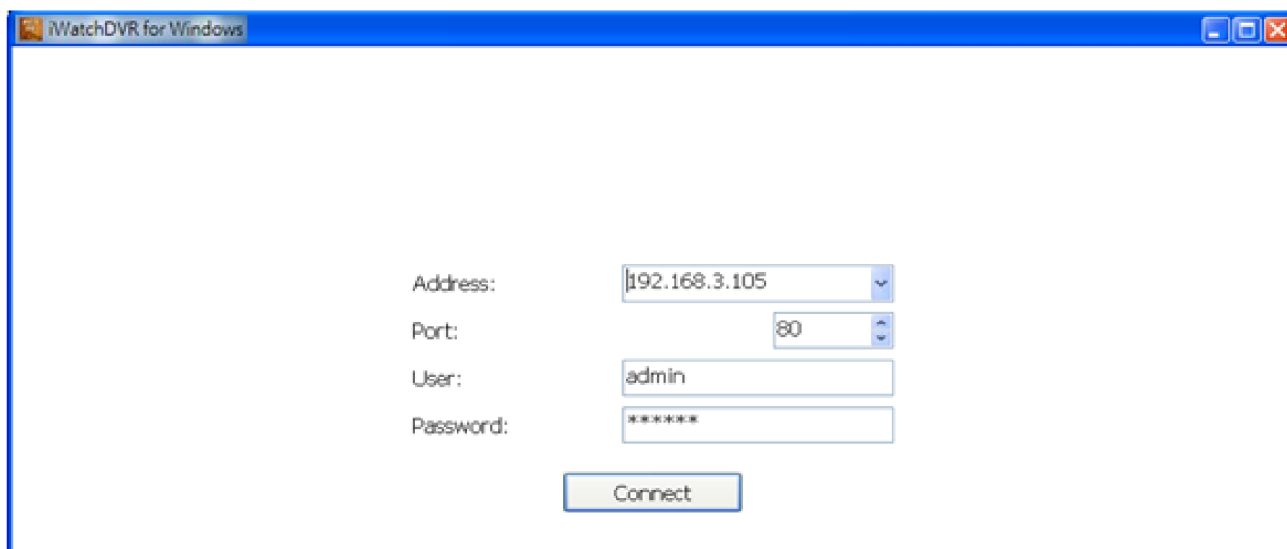 iWatchDVR for Windows
Address: 192.168.3.105
Port: 80
User: admin
Password: ******
Connect